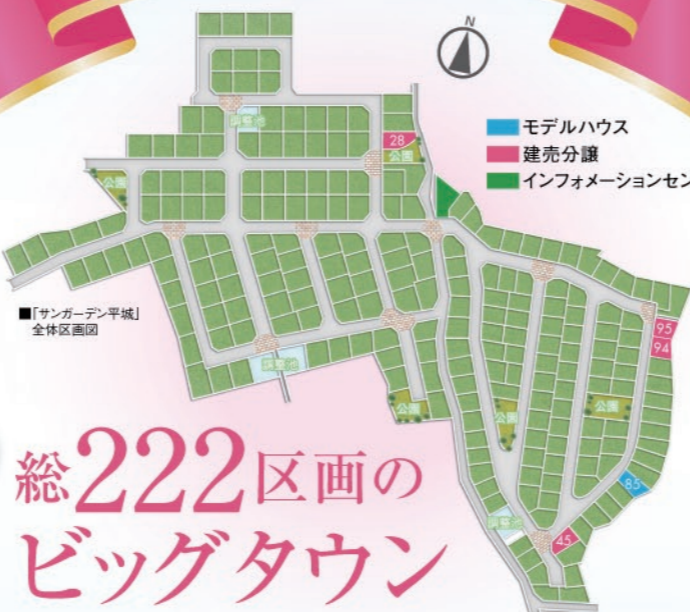 N
モデルハウス
建売分譲
インフォメーションセン
調整池
28
公園
公園
■「サンガーデン平城」
全体区画図
95
94
調整池
公園
公園
公園
85
調整池
45
総222区画の
ビッグタウン